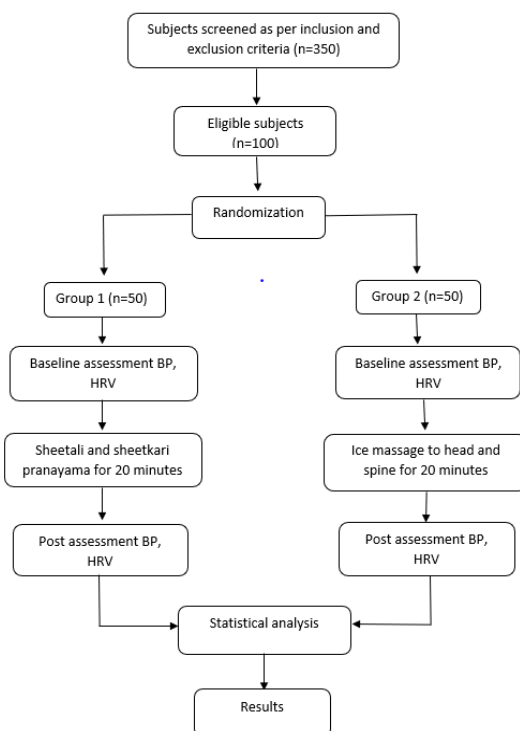 Subjects screened as per inclusion and
exclusion criteria (n=350)
Eligible subjects
(n=100)
Randomization
Group 1 (n=50)
Group 2 (n=50)
Baseline assessment BP,
HRV
Baseline assessment BP,
HRV
Sheetali and sheetkari
pranayama for 20 minutes
Ice massage to head and
spine for 20 minutes
Post assessment BP,
HRV
Post assessment BP,
HRV
Statistical analysis
Results